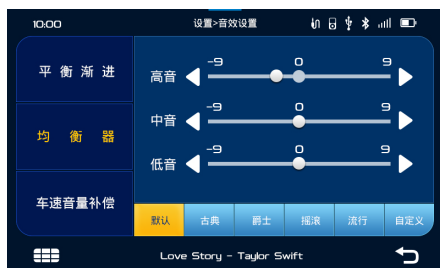 10:00 设置>音效设置
平衡渐进
均衡器
车速音量补偿
高音 -9 0 9
中音 -9 0 9
低音 -9 0 9
默认 古典 爵士 摇滚 流行 自定义
Love Story - Taylor Swift